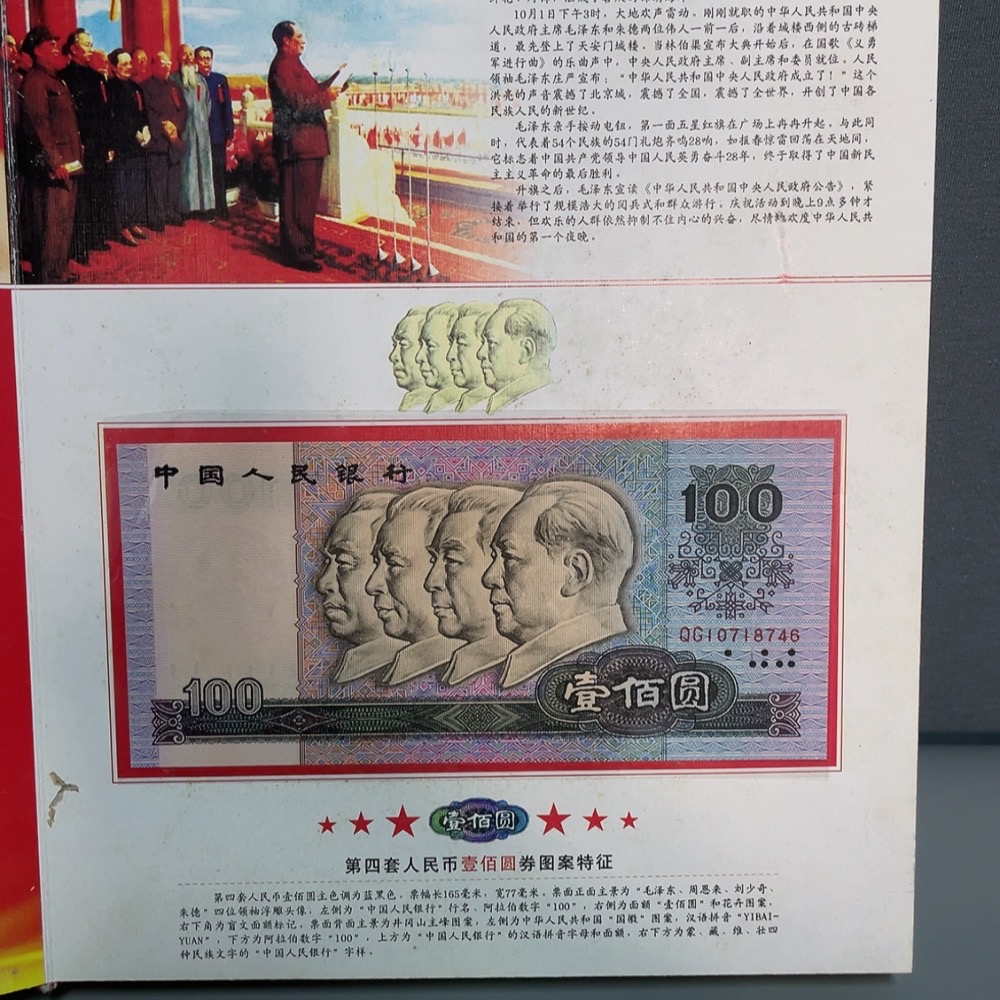 10月1日下午3时，大地欢声雷动。刚刚就职的中华人民共和国中央
人民政府主席毛泽东和朱德两位伟人一前一后，沿着城楼西侧的古砖梯
道，最先登上了天安门城楼。当林伯渠宣布大典开始后，在国歌《义勇
军进行曲》的乐曲声中，中央人民政府主席、副主席和委员就位。人民
领袖毛泽东庄严宣布：“中华人民共和国中央人民政府成立了！”这个
洪亮的声音震撼了北京城，震撼了全国，震撼了全世界，开创了中国各
民族人民的新世纪。
毛泽东亲手按动电钮，第一面五星红旗在广场上冉冉升起。与此同
时，代表着54个民族的54门礼炮齐鸣28响，如报春惊雷回荡在天地间，
它标志着中国共产党领导中国人民英勇奋斗28年，终于取得了中国新民
主主义革命的最后胜利。
升旗之后，毛泽东宣读《中华人民共和国中央人民政府公告》，紧
接着举行了规模浩大的阅兵式和群众游行，庆祝活动到晚上9点多钟才
结束，但欢乐的人群依然抑制不住内心的兴奋，尽情地欢度中华人民共
和国的第一个夜晚。
中国人民银行
100
QG10718746
100
壹佰圆
壹佰圆
第四套人民币壹佰圆券图案特征
第四套人民币壹佰圆主色调为蓝黑色。票幅长165毫米，宽77毫米。票面正面主景为“毛泽东、周恩来、刘少奇、
朱德”四位领袖浮雕头像，左侧为“中国人民银行”行名、阿拉伯数字“100”，右侧为面额“壹佰圆”和花卉图案，
右下角为盲文面额标记。票面背面主景为井冈山主峰图案，左侧为中华人民共和国“国徽”图案，汉语拼音“YIBAI-
YUAN”，下方为阿拉伯数字“100”，上方为“中国人民银行”的汉语拼音字母和面额，右下方为蒙、藏、维、壮四
种民族文字的“中国人民银行”字样。